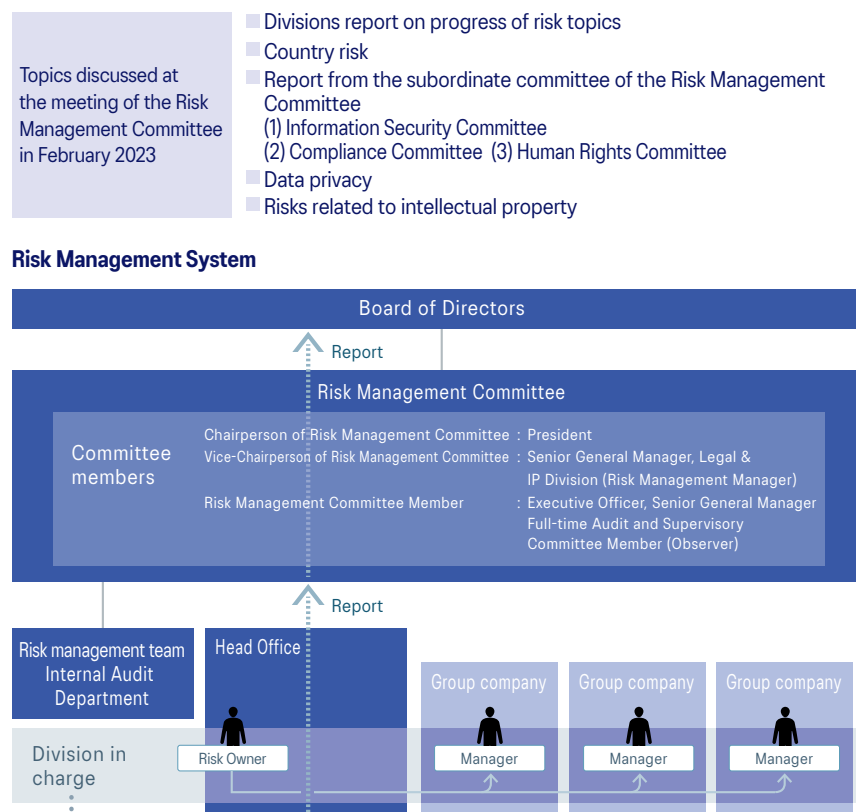 Topics discussed at
the meeting of the Risk
Management Committee
in February 2023
Divisions report on progress of risk topics
Country risk
Report from the subordinate committee of the Risk Management
Committee
(1) Information Security Committee
(2) Compliance Committee (3) Human Rights Committee
Data privacy
Risks related to intellectual property
Risk Management System
Board of Directors
Report
Risk Management Committee
Committee
members
Chairperson of Risk Management Committee : President
Vice-Chairperson of Risk Management Committee : Senior General Manager, Legal &
IP Division (Risk Management Manager)
Risk Management Committee Member : Executive Officer, Senior General Manager
Full-time Audit and Supervisory
Committee Member (Observer)
Report
Risk management team
Internal Audit
Department
Head Office
Group company
Group company
Group company
Division in
charge
Risk Owner
Manager
Manager
Manager